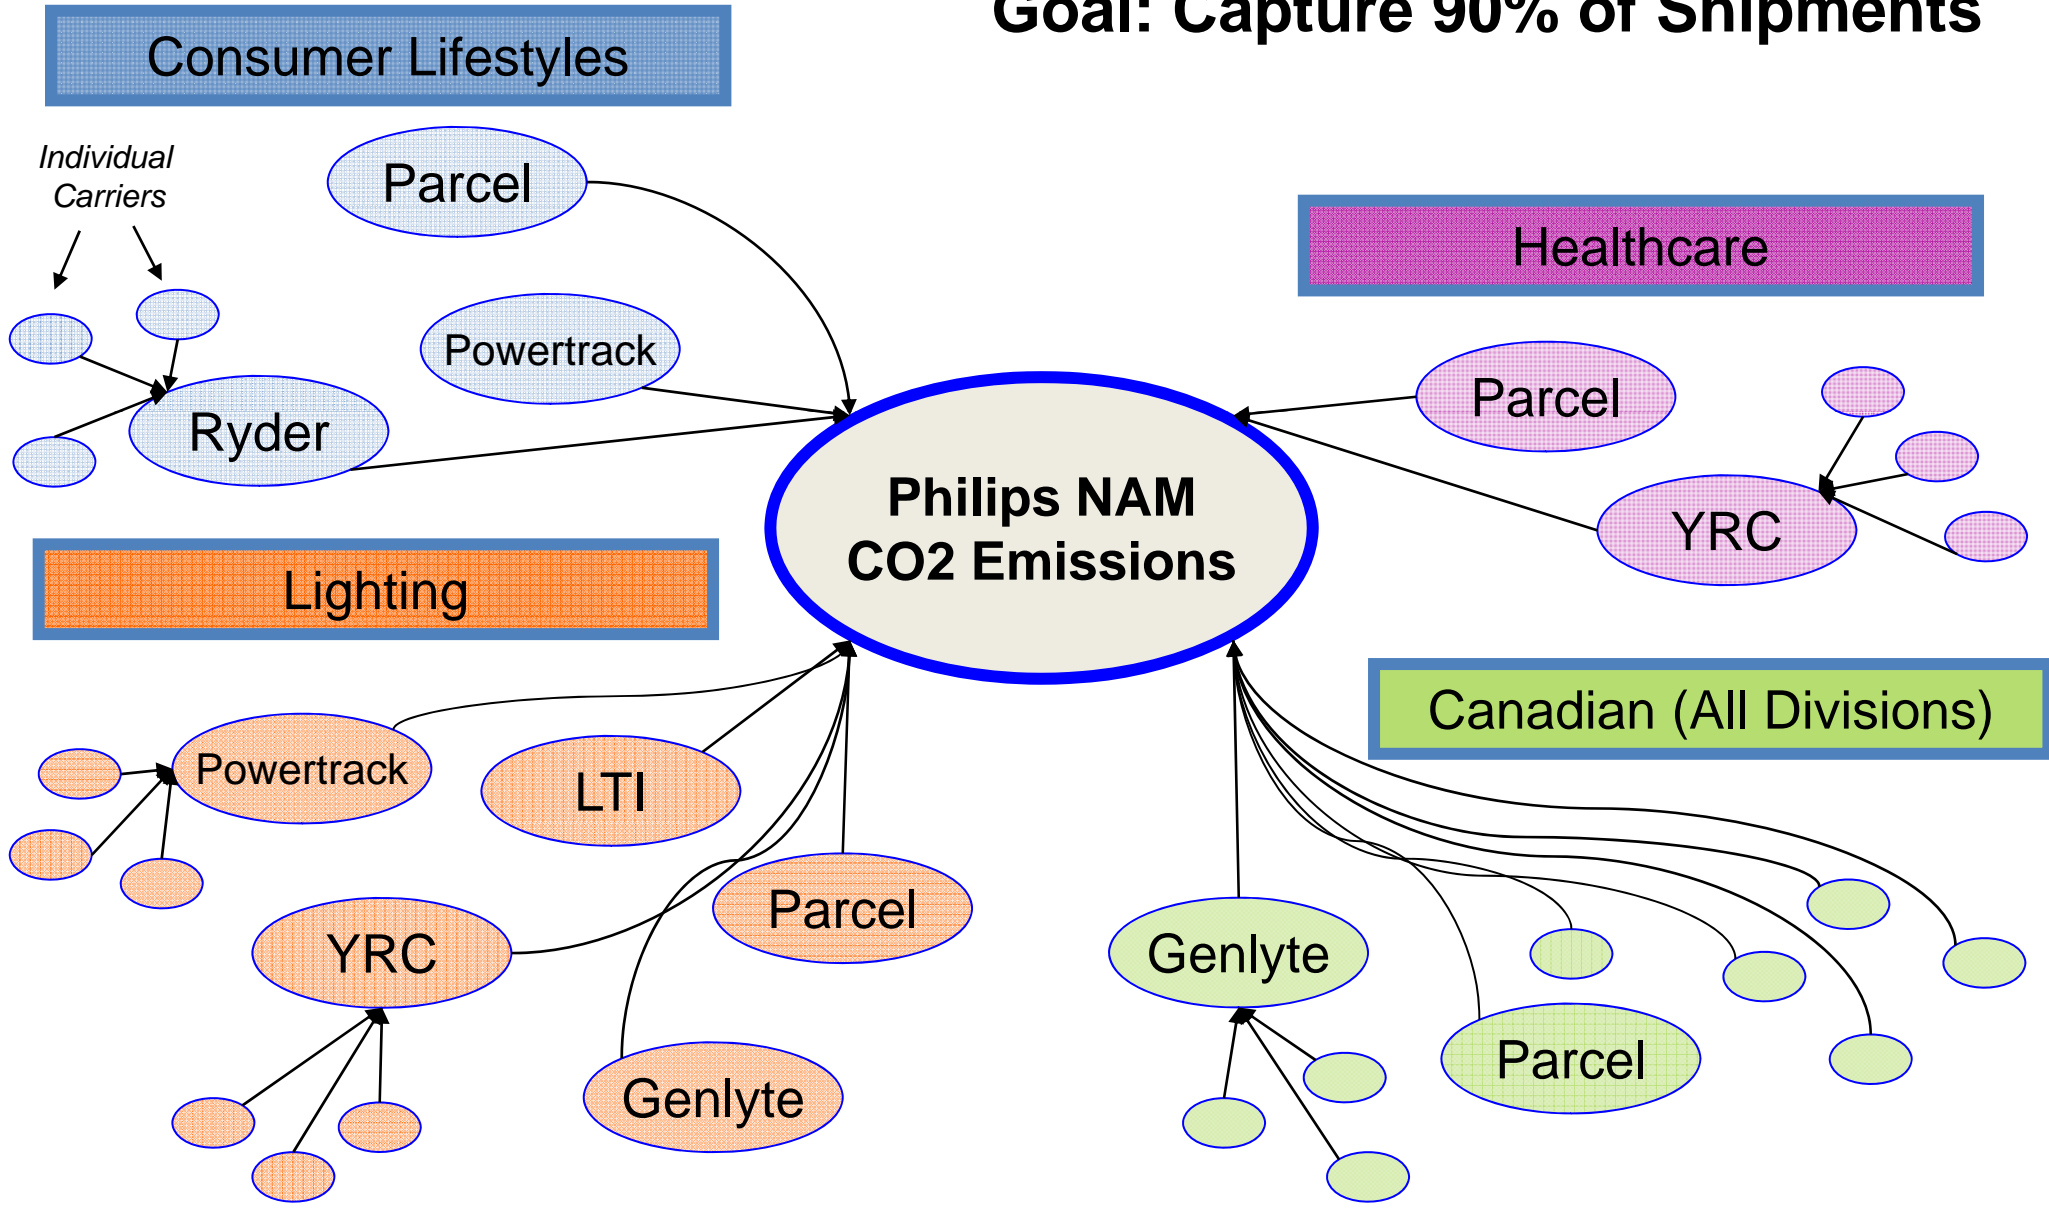 Goal: Capture 90% of Shipments
Consumer Lifestyles
Individual
Carriers
Parcel
Powertrack
Ryder
Healthcare
Parcel
YRC
Philips NAM
CO2 Emissions
Lighting
Powertrack
LTI
Parcel
YRC
Genlyte
Canadian (All Divisions)
Genlyte
Parcel